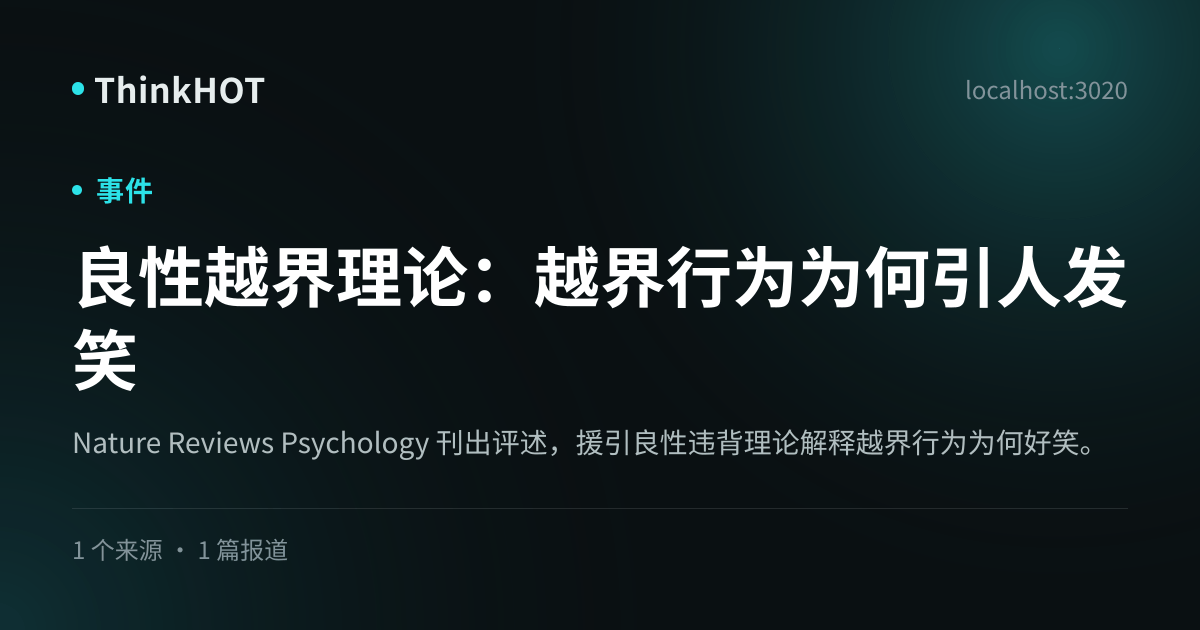 ThinkHOT
localhost:3020
事件
良性越界理论：越界行为为何引人发
笑
Nature Reviews Psychology 刊出评述，援引良性违背理论解释越界行为为何好笑。
1 个来源 · 1 篇报道